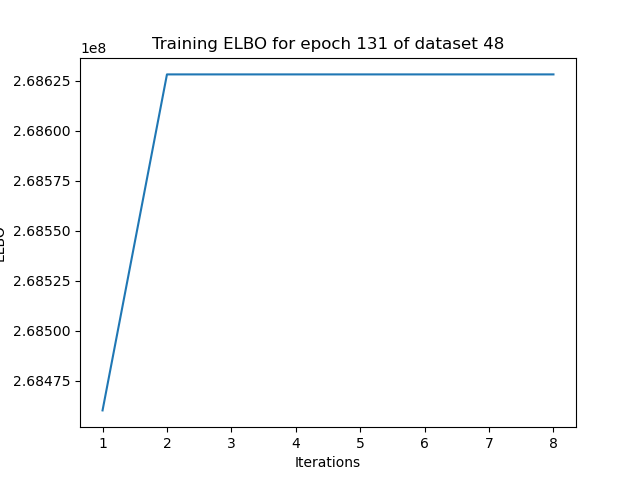 Training ELBO for epoch 131 of dataset 48
1e8
2.68625
2.68600
2.68575
2.68550
2.68525
2.68500
2.68475
ELBO
1 2 3 4 5 6 7 8
Iterations